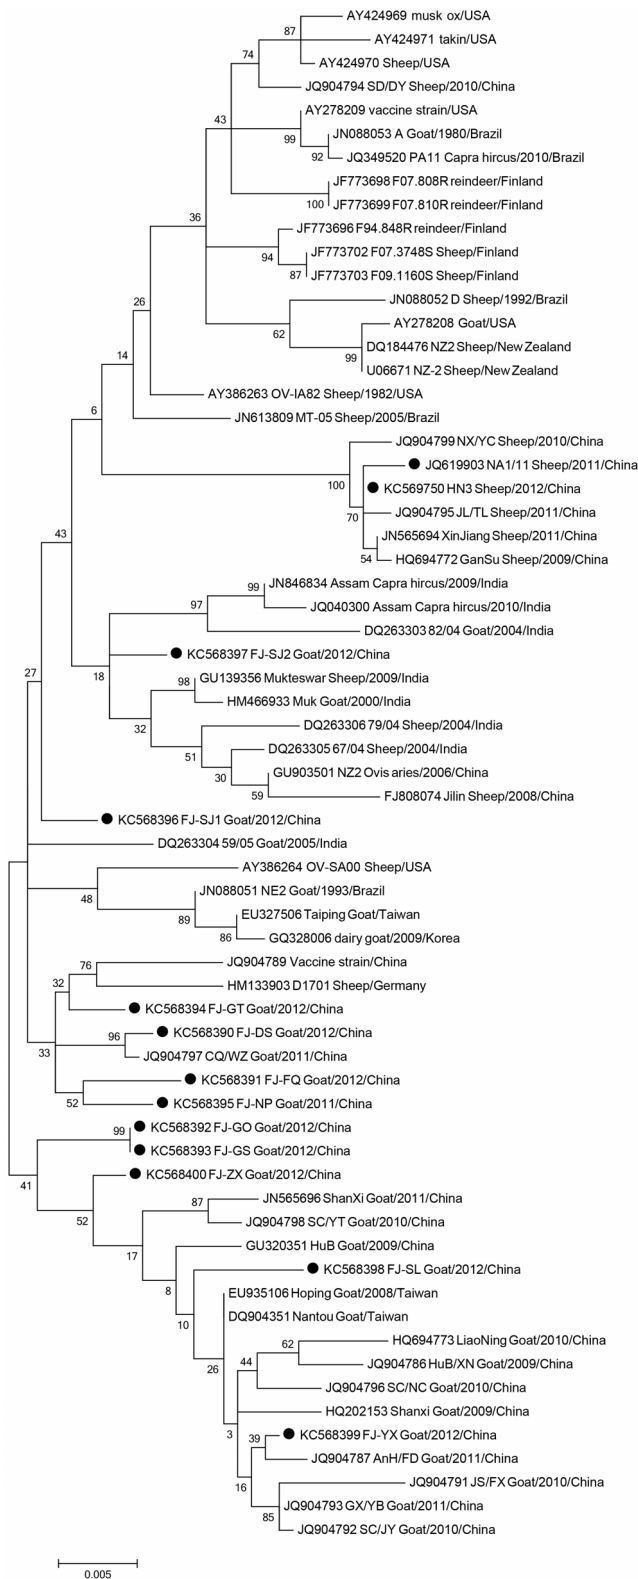 AY424969 musk ox/USA
87
AY424971 takin/USA
74
AY424970 Sheep/USA
JQ904794 SD/DY Sheep/2010/China
AY278209 vaccine strain/USA
43
JN088053 A Goat/1980/Brazil
99
JQ349520 PA11 Capra hircus/2010/Brazil
92
JF773698 F07.808R reindeer/Finland
JF773699 F07.810R reindeer/Finland
100
36
JF773696 F94.848R reindeer/Finland
JF773702 F07.3748S Sheep/Finland
94
JF773703 F09.1160S Sheep/Finland
87
JN088052 D Sheep/1992/Brazil
26
AY278208 Goat/USA
62
DQ184476 NZ2 Sheep/New Zealand
99
U06671 NZ-2 Sheep/New Zealand
14
AY386263 OV-IA82 Sheep/1982/USA
6
JN613809 MT-05 Sheep/2005/Brazil
JQ904799 NX/YC Sheep/2010/China
JQ619903 NA1/11 Sheep/2011/China
100
KC569750 HN3 Sheep/2012/China
JQ904795 JL/TL Sheep/2011/China
70
43
JN565694 XinJiang Sheep/2011/China
HQ694772 GanSu Sheep/2009/China
54
JN846834 Assam Capra hircus/2009/India
99
97
JQ040300 Assam Capra hircus/2010/India
DQ263303 82/04 Goat/2004/India
KC568397 FJ-SJ2 Goat/2012/China
27
18
GU139356 Mukteswar Sheep/2009/India
98
HM466933 Muk Goat/2000/India
32
DQ263306 79/04 Sheep/2004/India
51
DQ263305 67/04 Sheep/2004/India
30
GU903501 NZ2 Ovis aries/2006/China
59
FJ808074 Jilin Sheep/2008/China
KC568396 FJ-SJ1 Goat/2012/China
DQ263304 59/05 Goat/2005/India
AY386264 OV-SA00 Sheep/USA
48
JN088051 NE2 Goat/1993/Brazil
89
EU327506 Taiping Goat/Taiwan
86
GQ328006 dairy goat/2009/Korea
76
JQ904789 Vaccine strain/China
32
HM133903 D1701 Sheep/Germany
KC568394 FJ-GT Goat/2012/China
96
KC568390 FJ-DS Goat/2012/China
33
JQ904797 CQ/WZ Goat/2011/China
KC568391 FJ-FQ Goat/2012/China
52
KC568395 FJ-NP Goat/2011/China
99
KC568392 FJ-GO Goat/2012/China
KC568393 FJ-GS Goat/2012/China
41
KC568400 FJ-ZX Goat/2012/China
52
87
JN565696 ShanXi Goat/2011/China
JQ904798 SC/YT Goat/2010/China
17
GU320351 HuB Goat/2009/China
8
KC568398 FJ-SL Goat/2012/China
EU935106 Hoping Goat/2008/Taiwan
10
DQ904351 Nantou Goat/Taiwan
HQ694773 LiaoNing Goat/2010/China
62
26
44
JQ904786 HuB/XN Goat/2009/China
JQ904796 SC/NC Goat/2010/China
HQ202153 Shanxi Goat/2009/China
3
39
KC568399 FJ-YX Goat/2012/China
JQ904787 AnH/FD Goat/2011/China
16
JQ904791 JS/FX Goat/2010/China
JQ904793 GX/YB Goat/2011/China
85
JQ904792 SC/JY Goat/2010/China
0.005